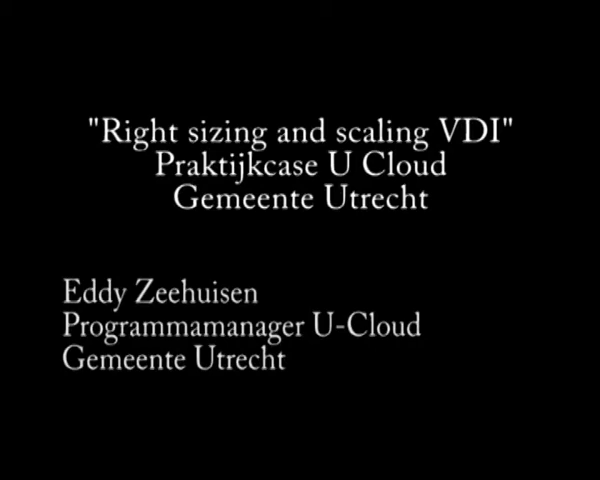 "Right sizing and scaling VDI"
Praktijkcase U Cloud
Gemeente Utrecht
Eddy Zeehuisen
Programmamanager U-Cloud
Gemeente Utrecht